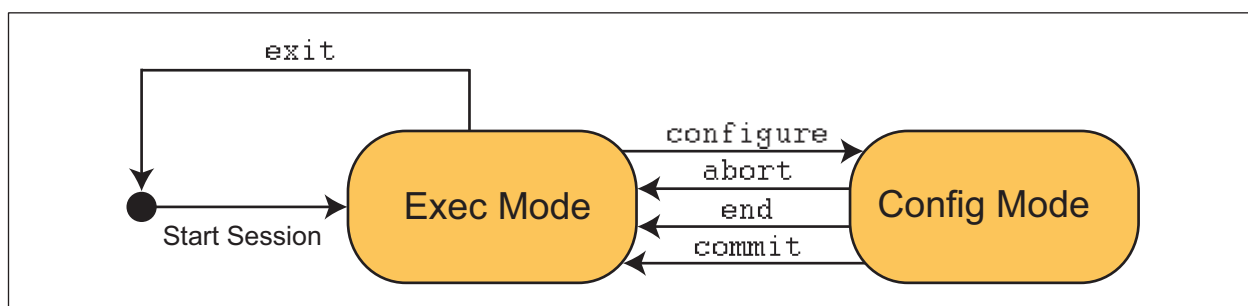 exit
configure
abort
Exec Mode
end
Config Mode
Start Session
commit